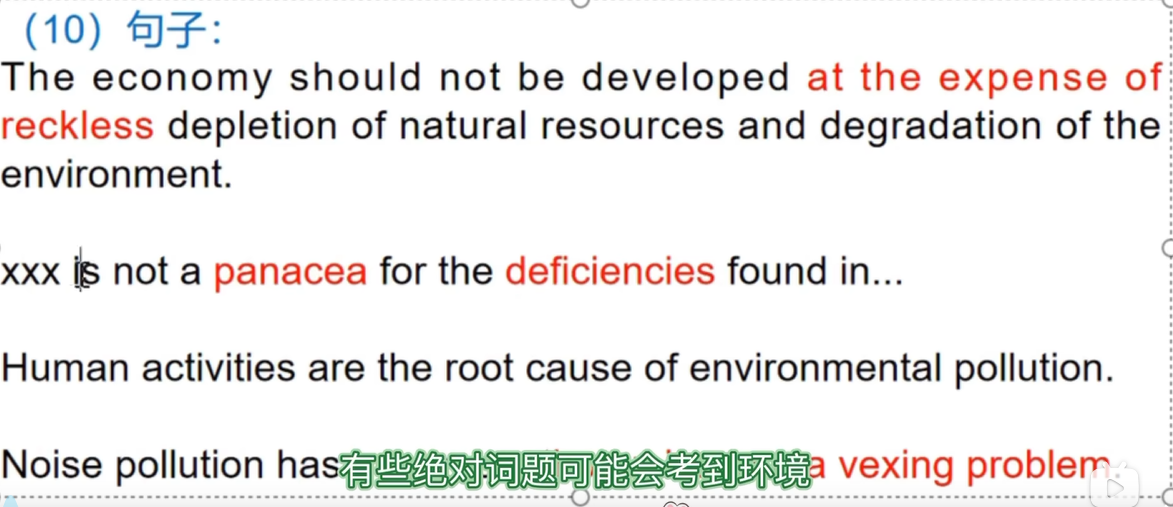 (10) 句子:
The economy should not be developed at the expense of
reckless depletion of natural resources and degradation of the
environment.
xxx is not a panacea for the deficiencies found in...
Human activities are the root cause of environmental pollution.
Noise pollution has a vexing problem
有些绝对词题可能会考到环境